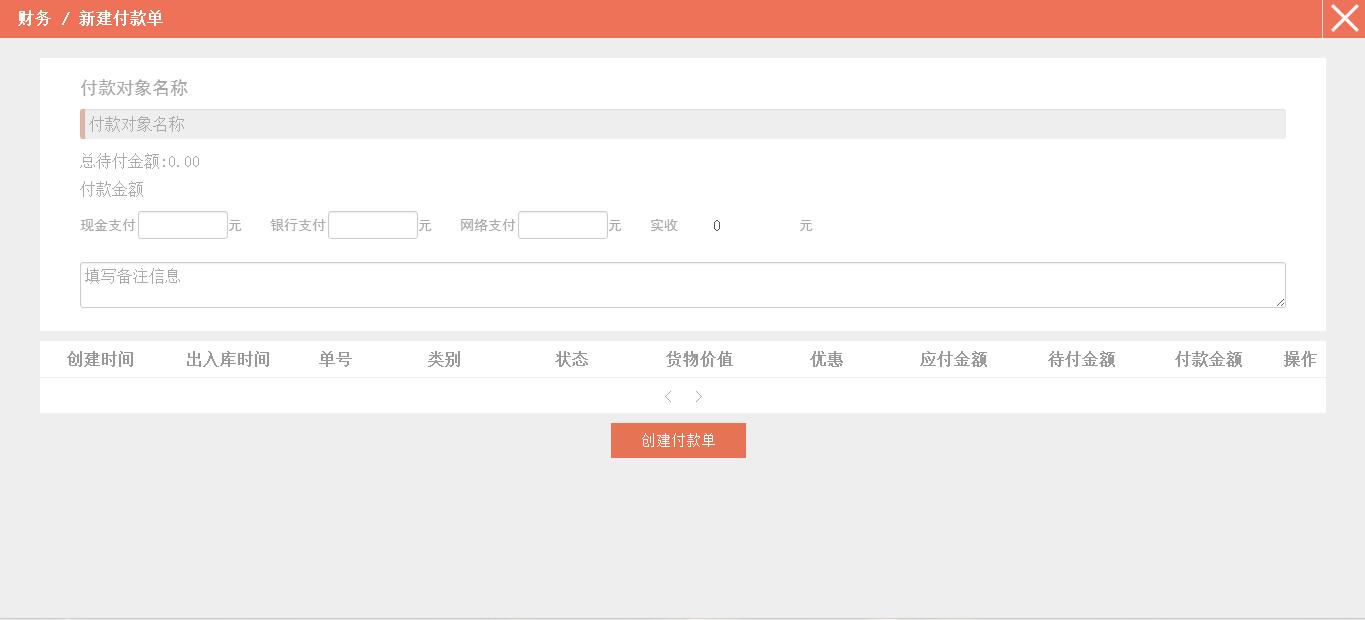 财务 / 新建付款单
付款对象名称
付款对象名称
总待付金额:0.00
付款金额
现金支付 元 银行支付 元 网络支付 元 实收 0 元
填写备注信息
创建时间 出入库时间 单号 类别 状态 货物价值 优惠 应付金额 待付金额 付款金额 操作
创建付款单